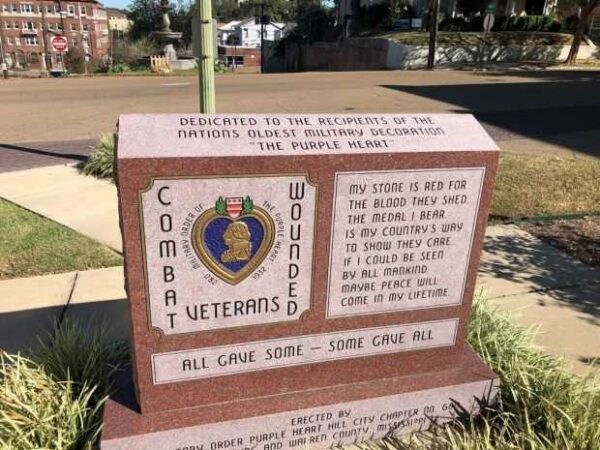 DEDICATED TO THE RECIPIENTS OF THE
NATIONS OLDEST MILITARY DECORATION
"THE PURPLE HEART"
COMBAT
WOUNDED
VETERANS
MILITARY ORDER OF
THE PURPLE HEART
1782
1932
MY STONE IS RED FOR
THE BLOOD THEY SHED.
THE MEDAL I BEAR
IS MY COUNTRY'S WAY
TO SHOW THEY CARE.
IF I COULD BE SEEN
BY ALL MANKIND
MAYBE PEACE WILL
COME IN MY LIFETIME.
ALL GAVE SOME – SOME GAVE ALL
ERECTED BY
ORDER PURPLE HEART HILL CITY CHAPTER NO.
AND WARREN COUNTY, MISSISSIPPI